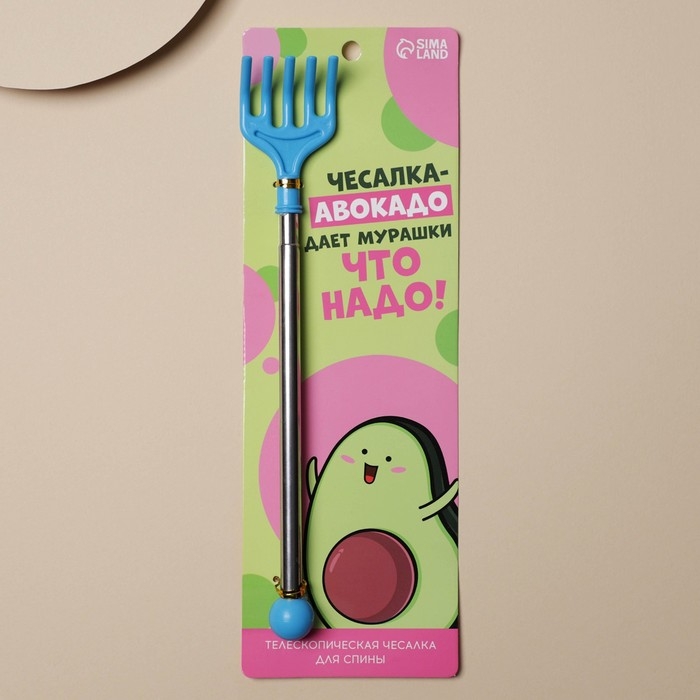 SIMA
LAND
ЧЕСАЛКА-
АВОКАДО
ДАЕТ МУРАШКИ
ЧТО
НАДО!
ТЕЛЕСКОПИЧЕСКАЯ ЧЕСАЛКА
ДЛЯ СПИНЫ